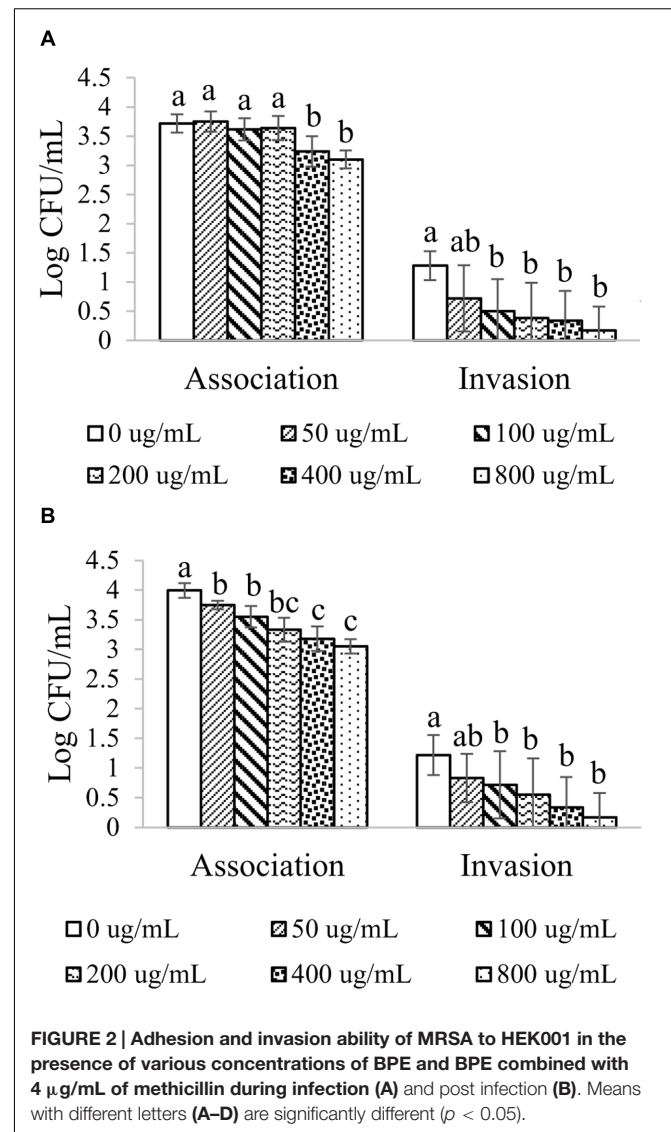 A
4.5
4
3.5
3
2.5
2
1.5
1
0.5
0
Log CFU/mL
a a a a b b
a ab b b b b
Association Invasion
0 ug/mL 50 ug/mL 100 ug/mL
200 ug/mL 400 ug/mL 800 ug/mL
B
4.5
4
3.5
3
2.5
2
1.5
1
0.5
0
Log CFU/mL
a b b bc c c
a ab b b b b
Association Invasion
0 ug/mL 50 ug/mL 100 ug/mL
200 ug/mL 400 ug/mL 800 ug/mL
FIGURE 2 | Adhesion and invasion ability of MRSA to HEK001 in the
presence of various concentrations of BPE and BPE combined with
4 μg/mL of methicillin during infection (A) and post infection (B). Means
with different letters (A–D) are significantly different (p < 0.05).